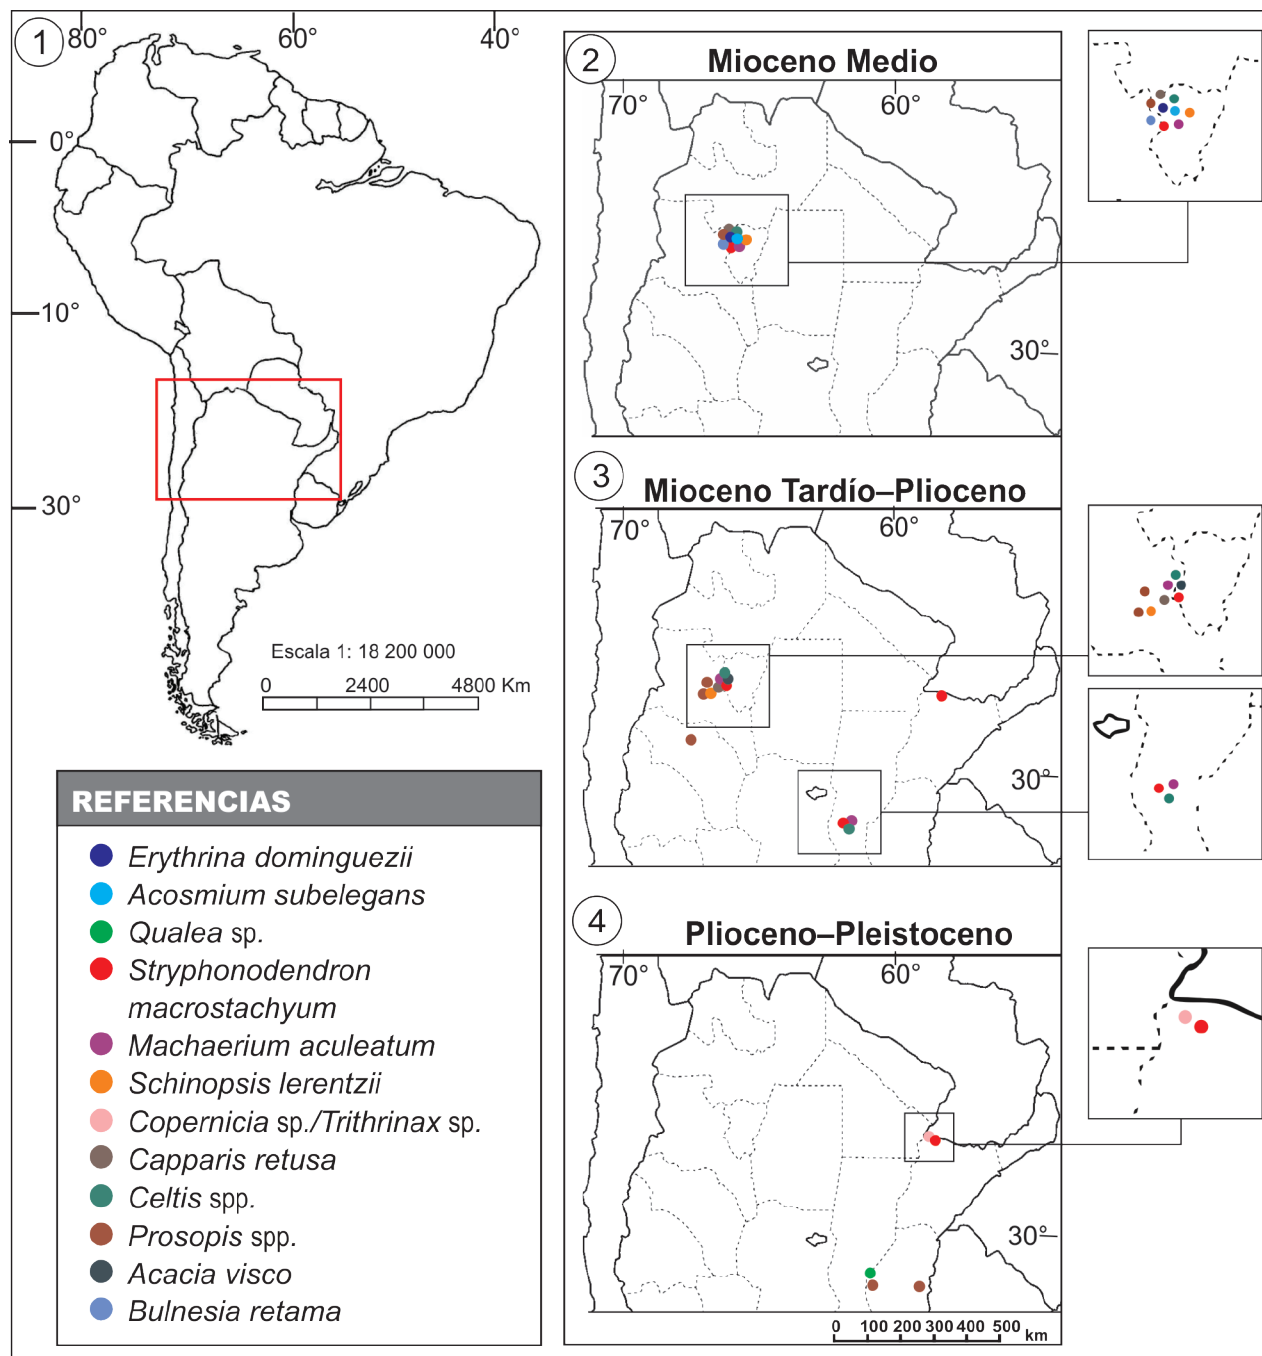 1
80°
60°
40°
0°
10°
30°
Escala 1: 18 200 000
0 2400 4800 Km
REFERENCIAS
Erythrina dominguezii
Acosmium subelegans
Qualea sp.
Stryphonodendron
macrostachyum
Machaerium aculeatum
Schinopsis lerentzii
Copernicia sp./Trithrinax sp.
Capparis retusa
Celtis spp.
Prosopis spp.
Acacia visco
Bulnesia retama
2
Mioceno Medio
70° 60°
30°
3
Mioceno Tardío–Plioceno
70° 60°
30°
4
Plioceno–Pleistoceno
70° 60°
30°
0 100 200 300 400 500 km